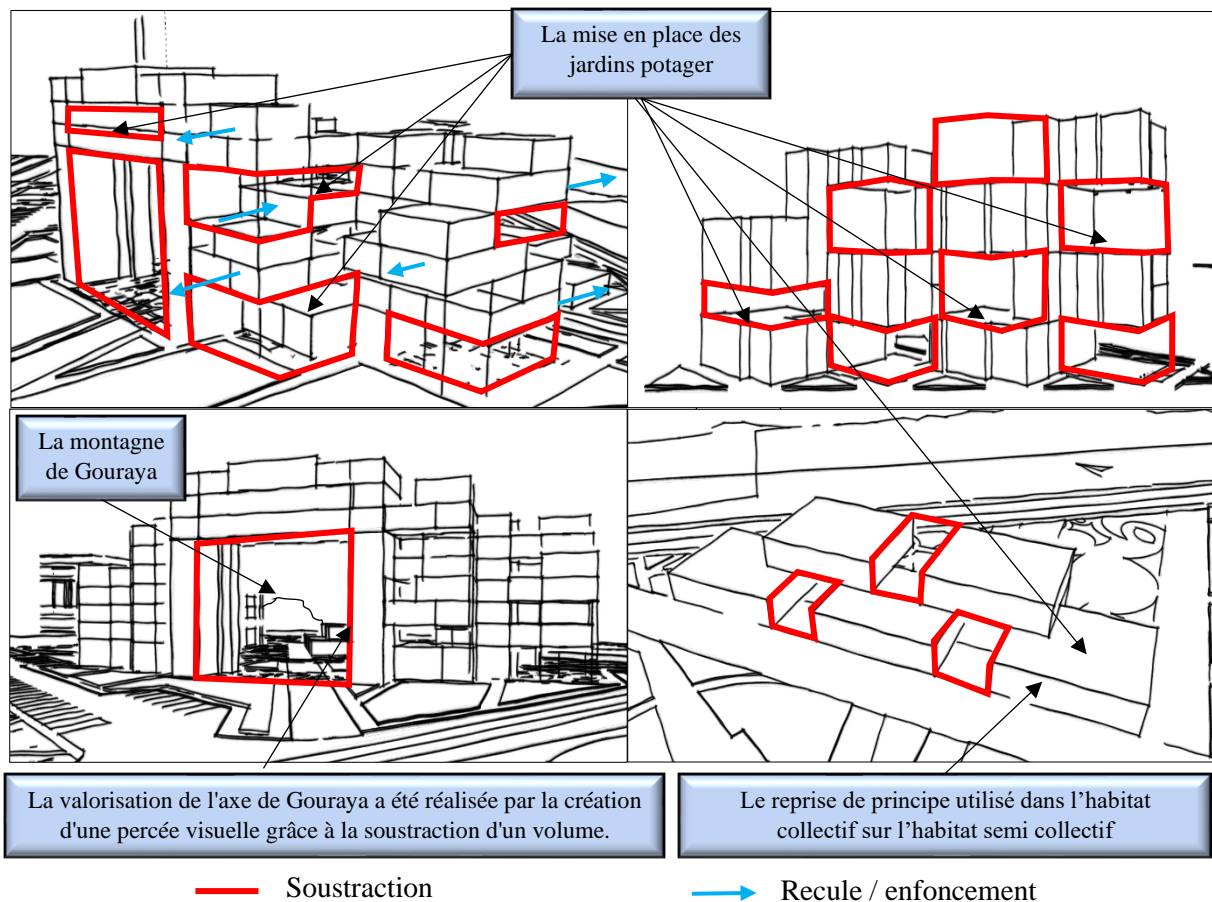 La mise en place des
jardins potager
La montagne
de Gouraya
La valorisation de l'axe de Gouraya a été réalisée par la création
d'une percée visuelle grâce à la soustraction d'un volume.
Le reprise de principe utilisé dans l’habitat
collectif sur l’habitat semi collectif
Soustraction
Recule / enfoncement